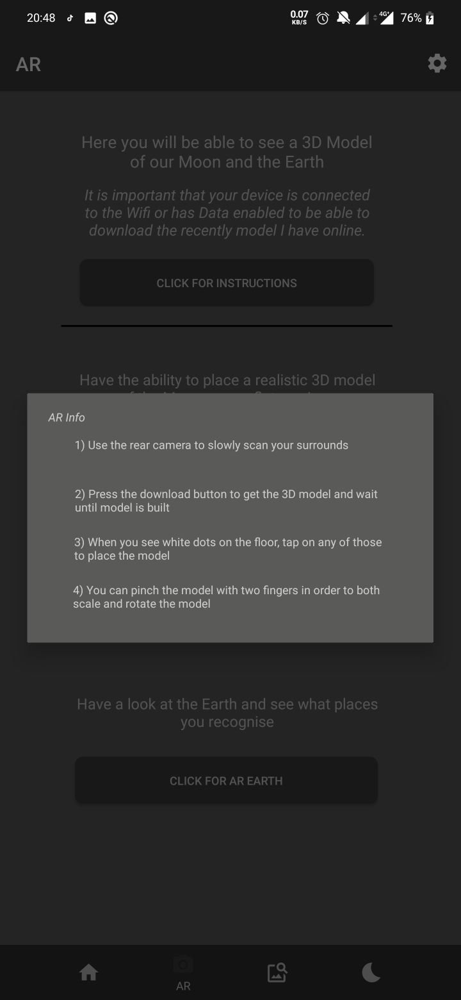 20:48
0.07
KB/S
4G+
76%
AR
Here you will be able to see a 3D Model
of our Moon and the Earth
It is important that your device is connected
to the Wifi or has Data enabled to be able to
download the recently model I have online.
CLICK FOR INSTRUCTIONS
Have the ability to place a realistic 3D model
AR Info
1) Use the rear camera to slowly scan your surrounds
2) Press the download button to get the 3D model and wait
until model is built
3) When you see white dots on the floor, tap on any of those
to place the model
4) You can pinch the model with two fingers in order to both
scale and rotate the model
Have a look at the Earth and see what places
you recognise
CLICK FOR AR EARTH
AR